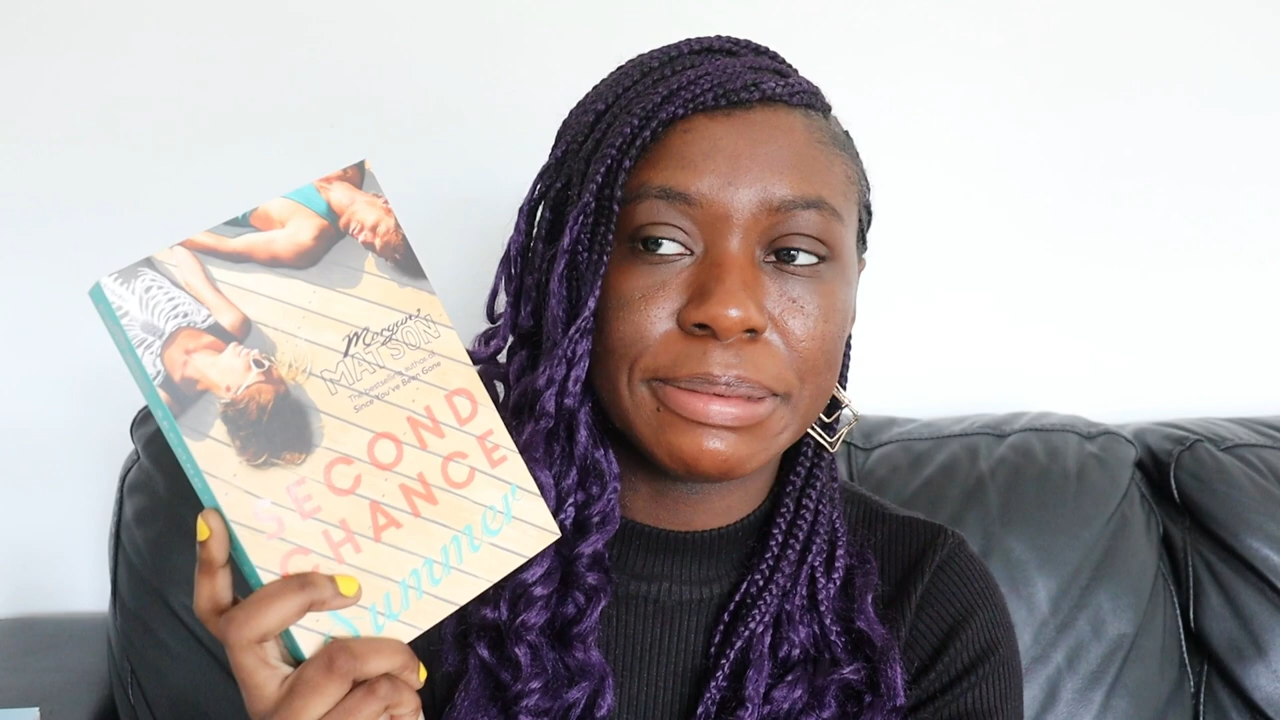 Morgan
MATSON
The bestselling author of
Since You've Been Gone
SECOND
CHANCE
Summer